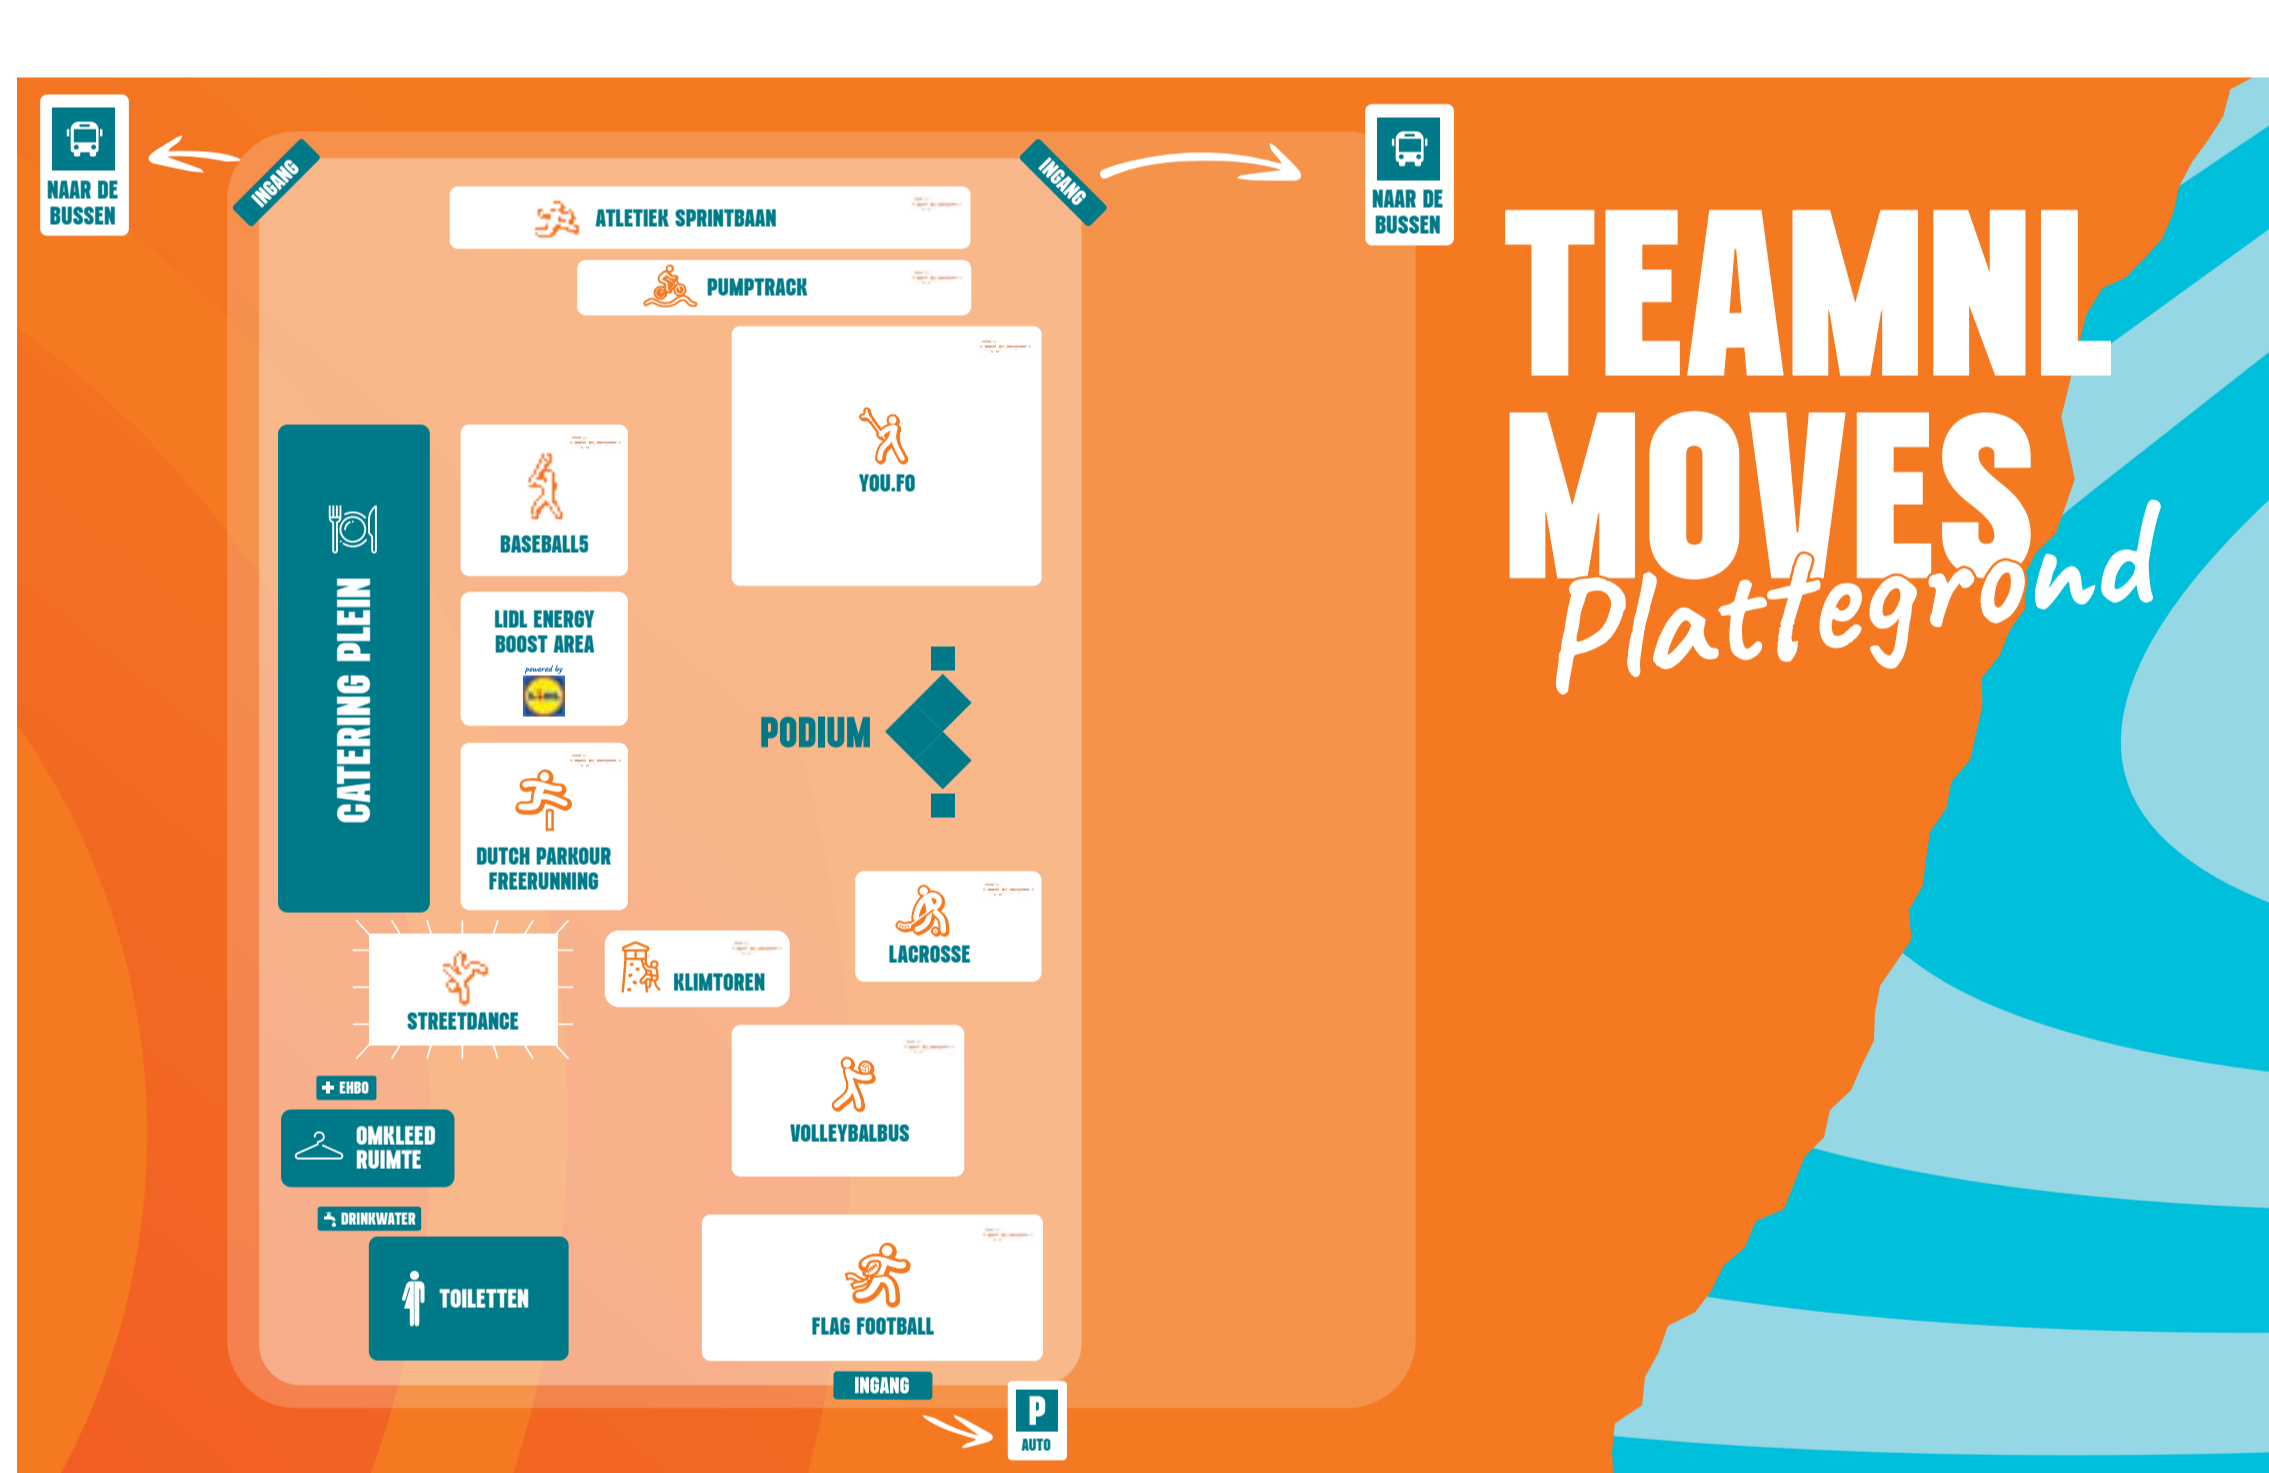 NAAR DE
BUSSEN
INGANG
INGANG
NAAR DE
BUSSEN
TEAMNL
MOVES
Plattegrond
ATLETIEK SPRINTBAAN
PUMPTRACK
YOU.FO
CATERING PLEIN
BASEBALL5
LIDL ENERGY
BOOST AREA
powered by
LIDL
PODIUM
DUTCH PARKOUR
FREERUNNING
LACROSSE
KLIMTOREN
STREETDANCE
EHBO
OMKLEED
RUIMTE
VOLLEYBALBUS
DRINKWATER
TOILETTEN
FLAG FOOTBALL
INGANG
P
AUTO